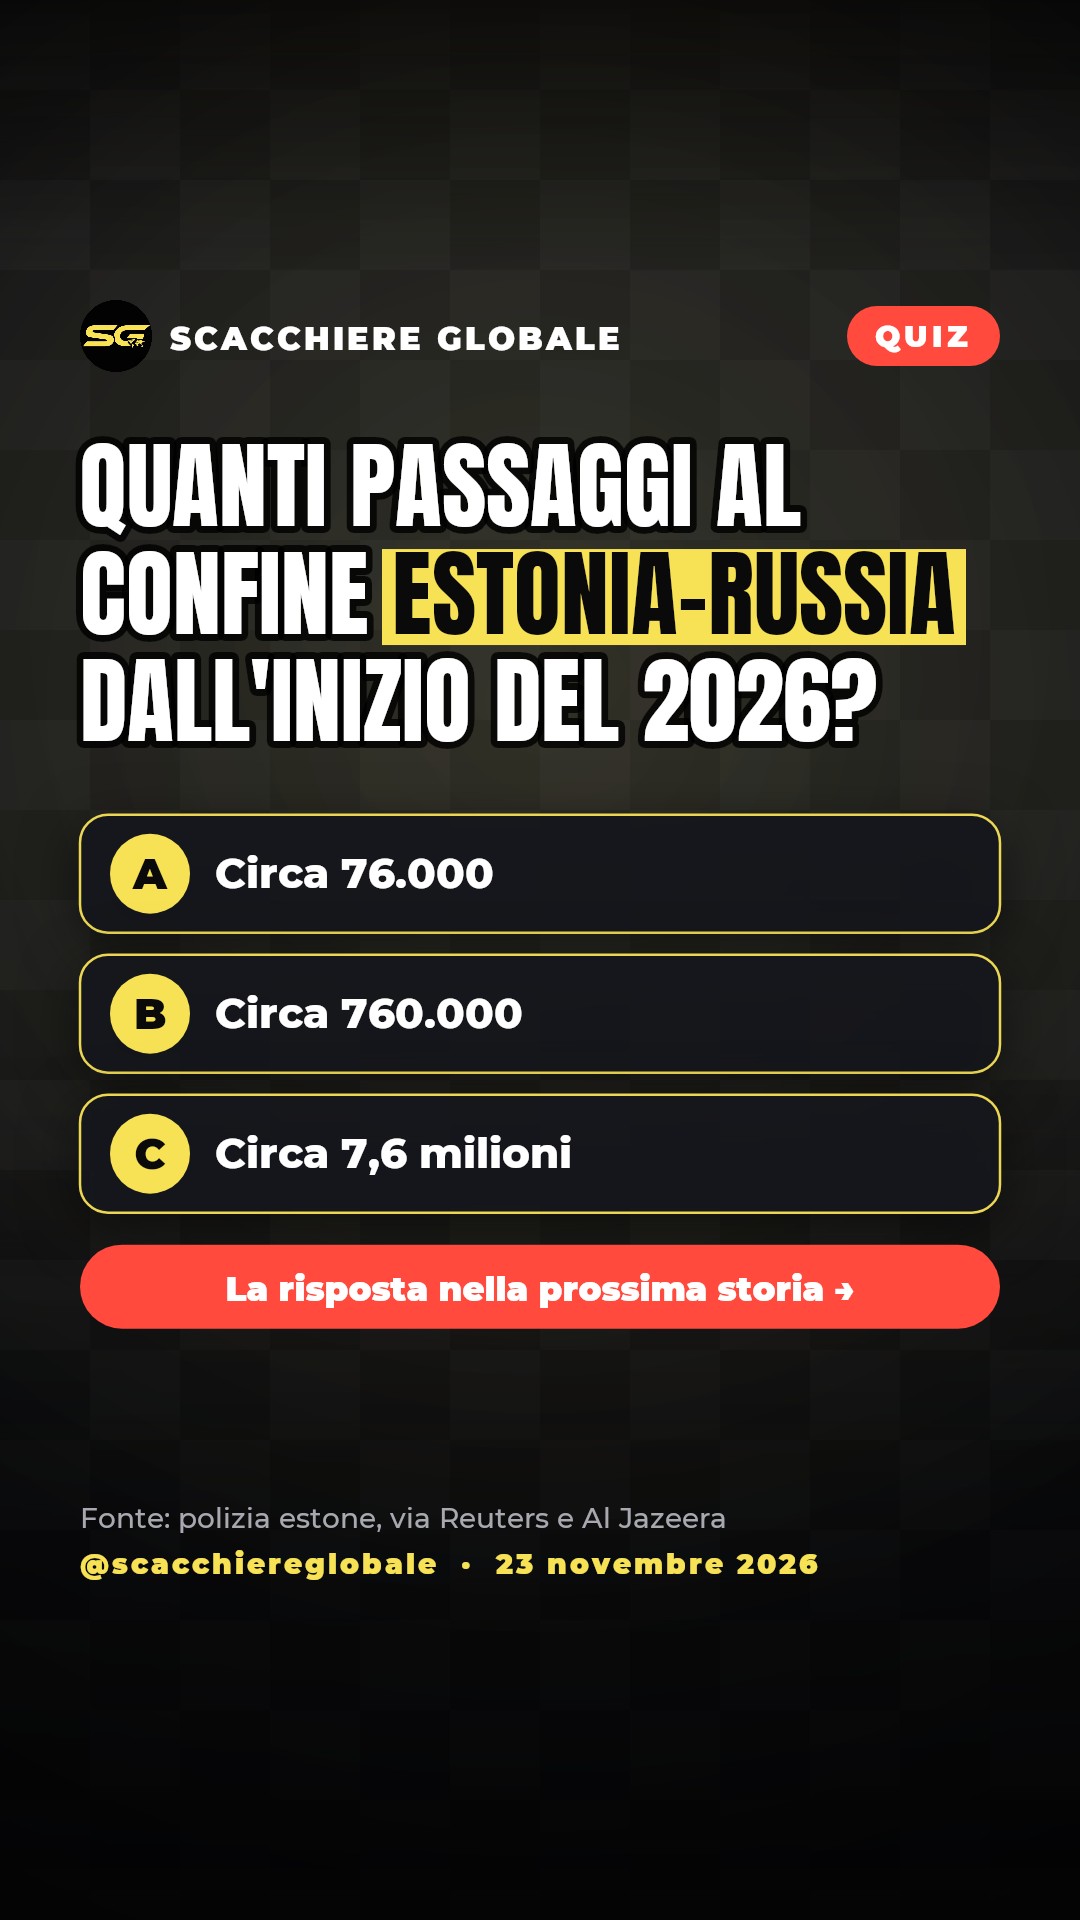 SG
SCACCHIERE GLOBALE
QUIZ
QUANTI PASSAGGI AL
CONFINE ESTONIA-RUSSIA
DALL'INIZIO DEL 2026?
A Circa 76.000
B Circa 760.000
C Circa 7,6 milioni
La risposta nella prossima storia →
Fonte: polizia estone, via Reuters e Al Jazeera
@scacchiereglobale • 23 novembre 2026